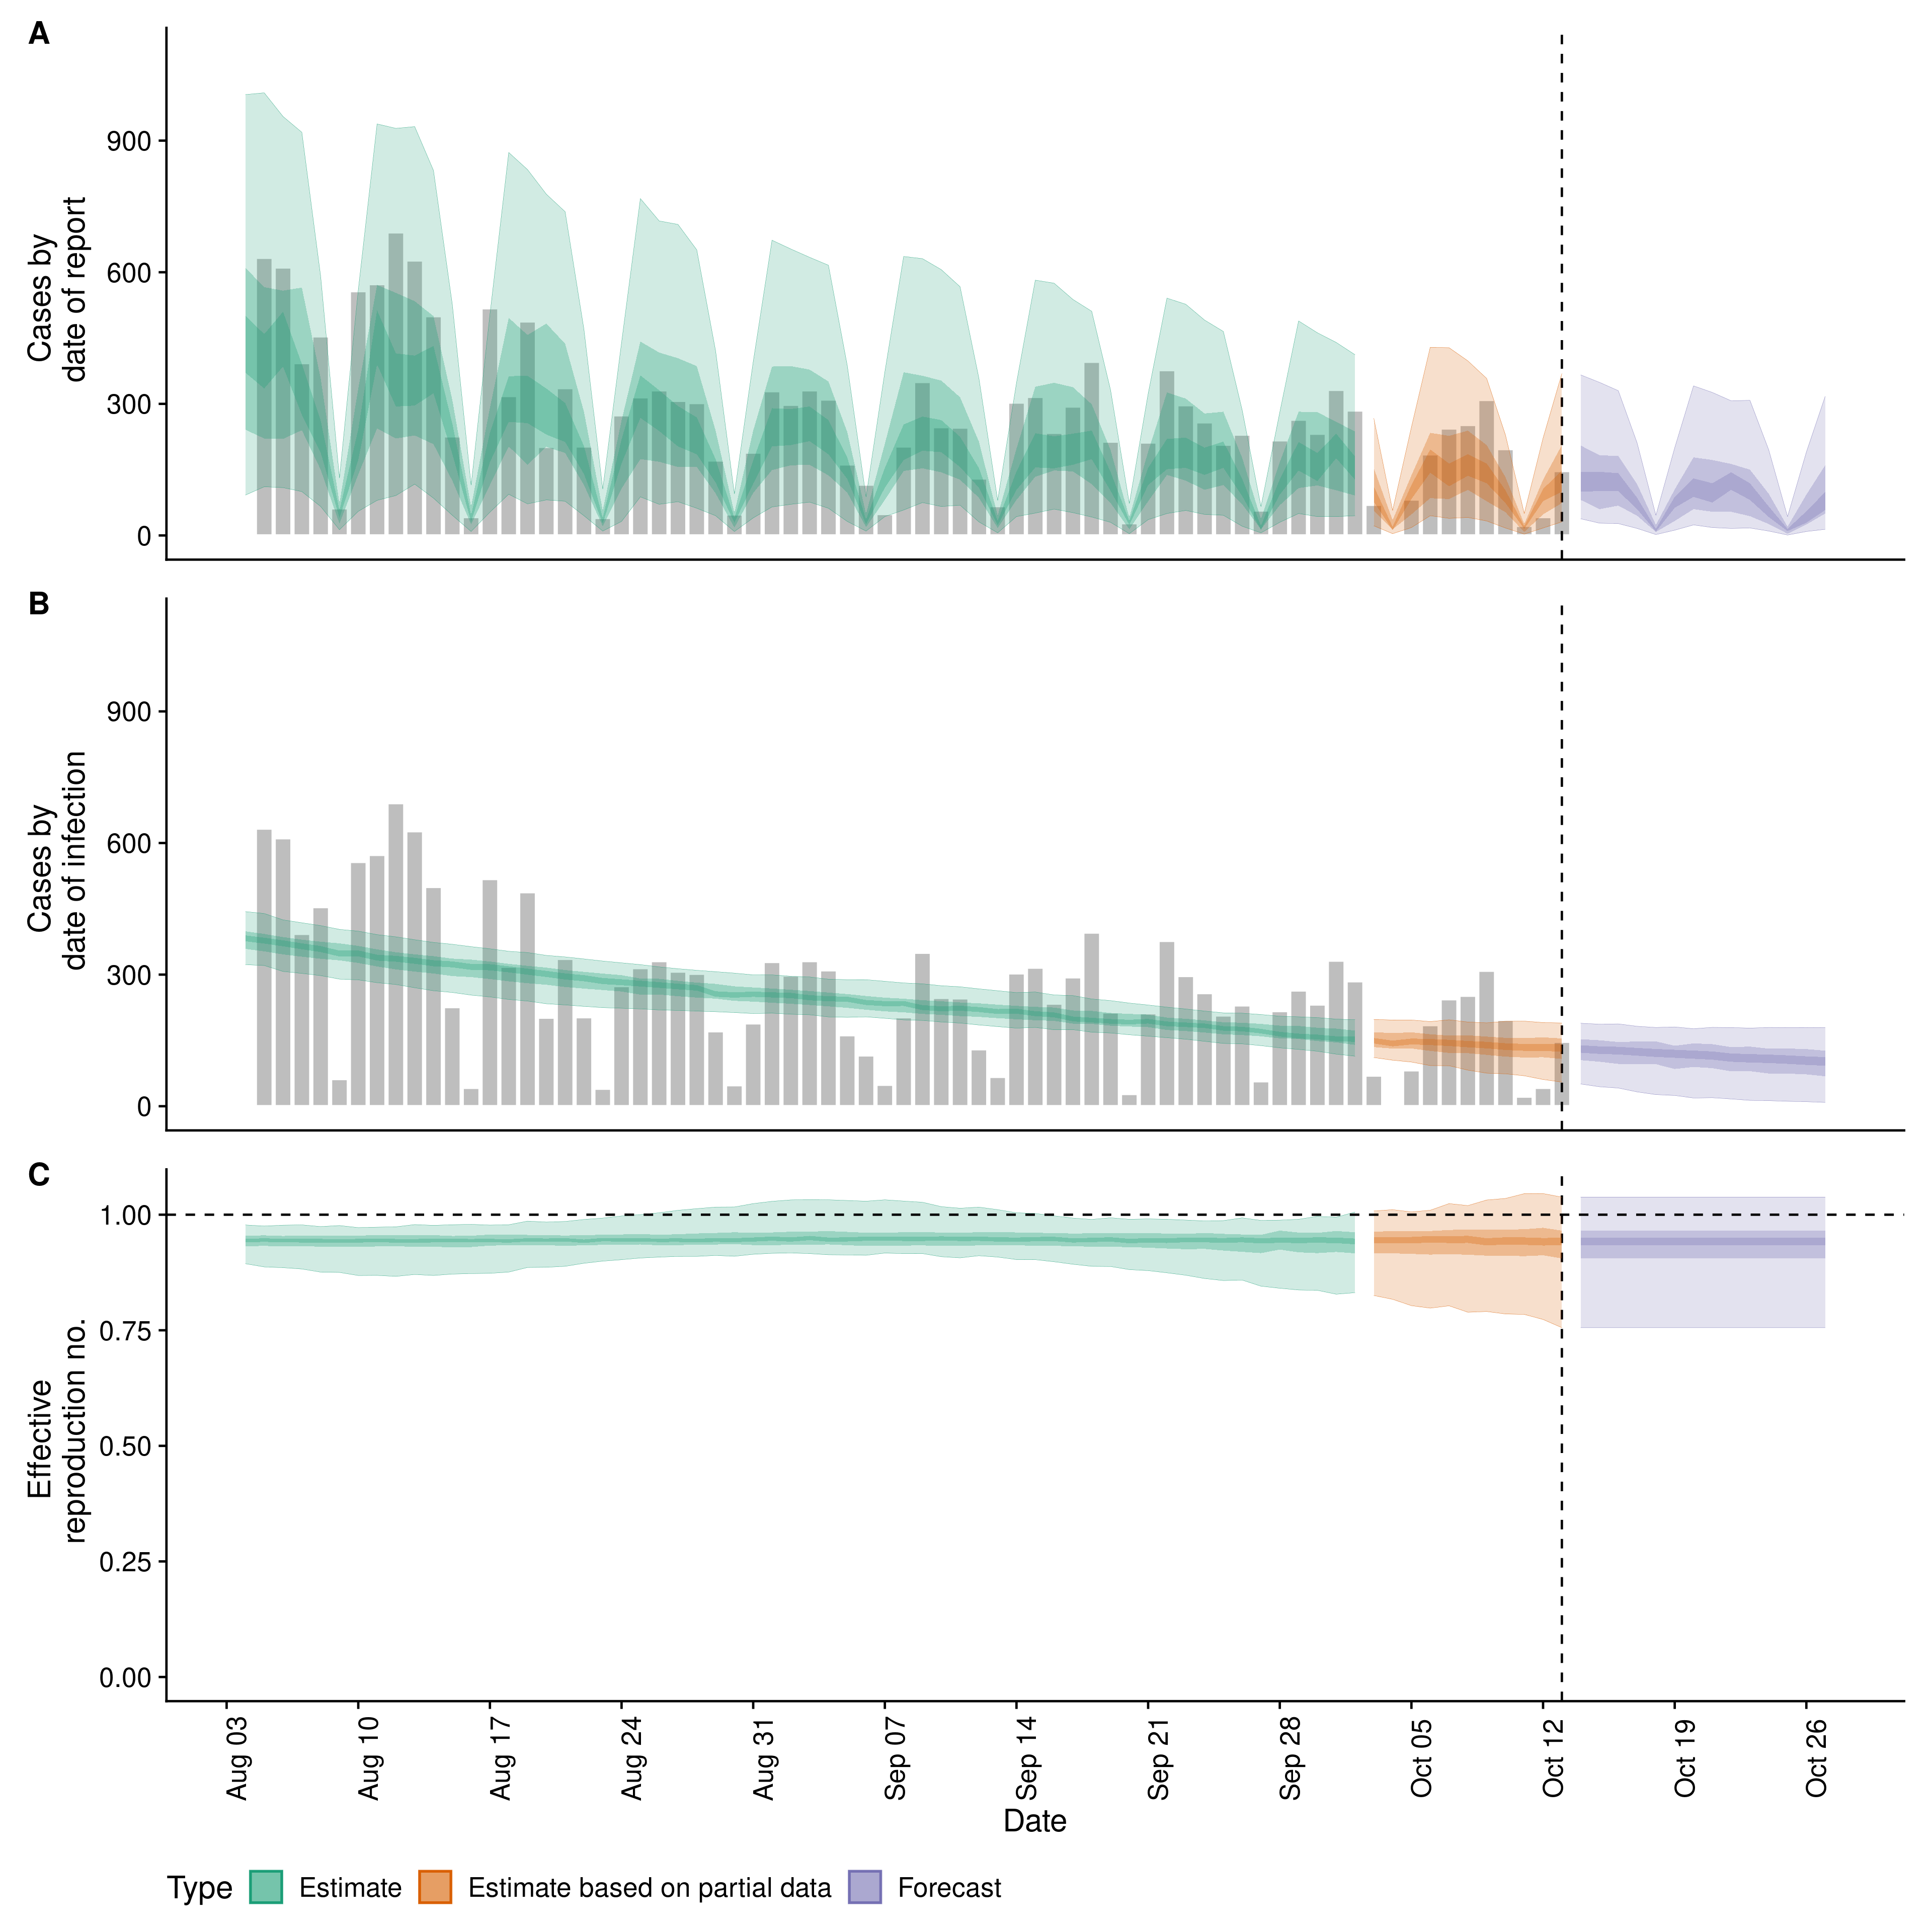 A
900
600
300
0
Cases by
date of report
B
900
600
300
0
Cases by
date of infection
C
1.00
0.75
0.50
0.25
0.00
Effective
reproduction no.
Aug 03
Aug 10
Aug 17
Aug 24
Aug 31
Sep 07
Sep 14
Sep 21
Sep 28
Oct 05
Oct 12
Oct 19
Oct 26
Date
Type Estimate Estimate based on partial data Forecast